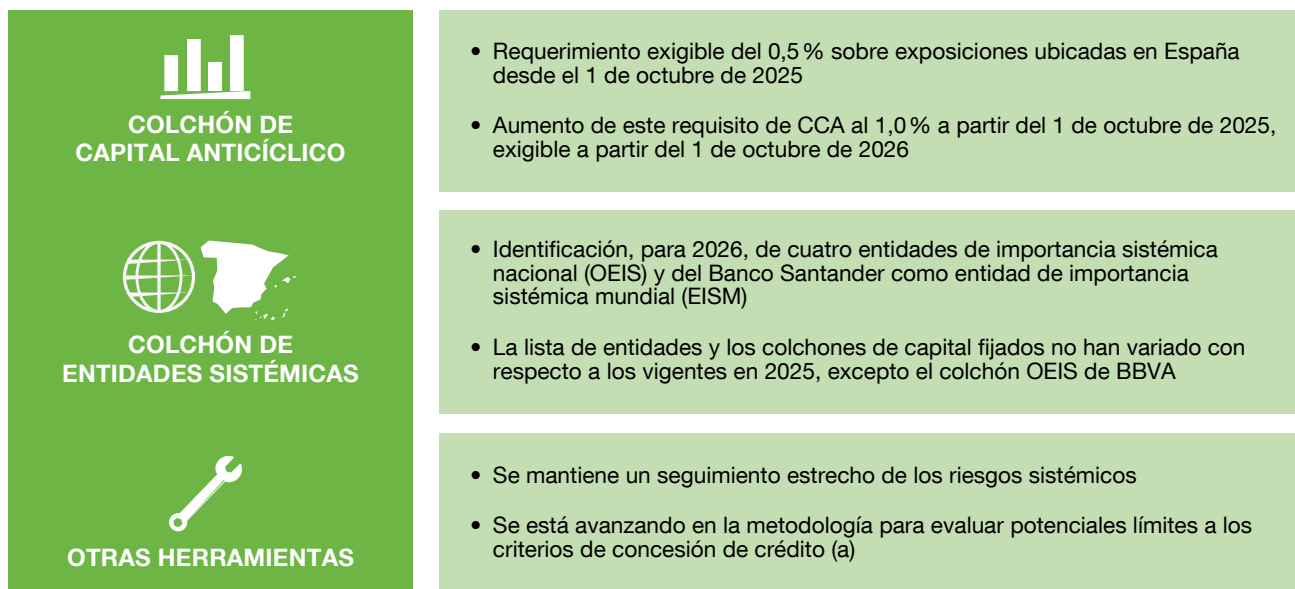 COLCHÓN DE
CAPITAL ANTICÍCLICO
• Requerimiento exigible del 0,5 % sobre exposiciones ubicadas en España
desde el 1 de octubre de 2025
• Aumento de este requisito de CCA al 1,0 % a partir del 1 de octubre de 2025,
exigible a partir del 1 de octubre de 2026
COLCHÓN DE
ENTIDADES SISTÉMICAS
• Identificación, para 2026, de cuatro entidades de importancia sistémica
nacional (OEIS) y del Banco Santander como entidad de importancia
sistémica mundial (EISM)
• La lista de entidades y los colchones de capital fijados no han variado con
respecto a los vigentes en 2025, excepto el colchón OEIS de BBVA
OTRAS HERRAMIENTAS
• Se mantiene un seguimiento estrecho de los riesgos sistémicos
• Se está avanzando en la metodología para evaluar potenciales límites a los
criterios de concesión de crédito (a)